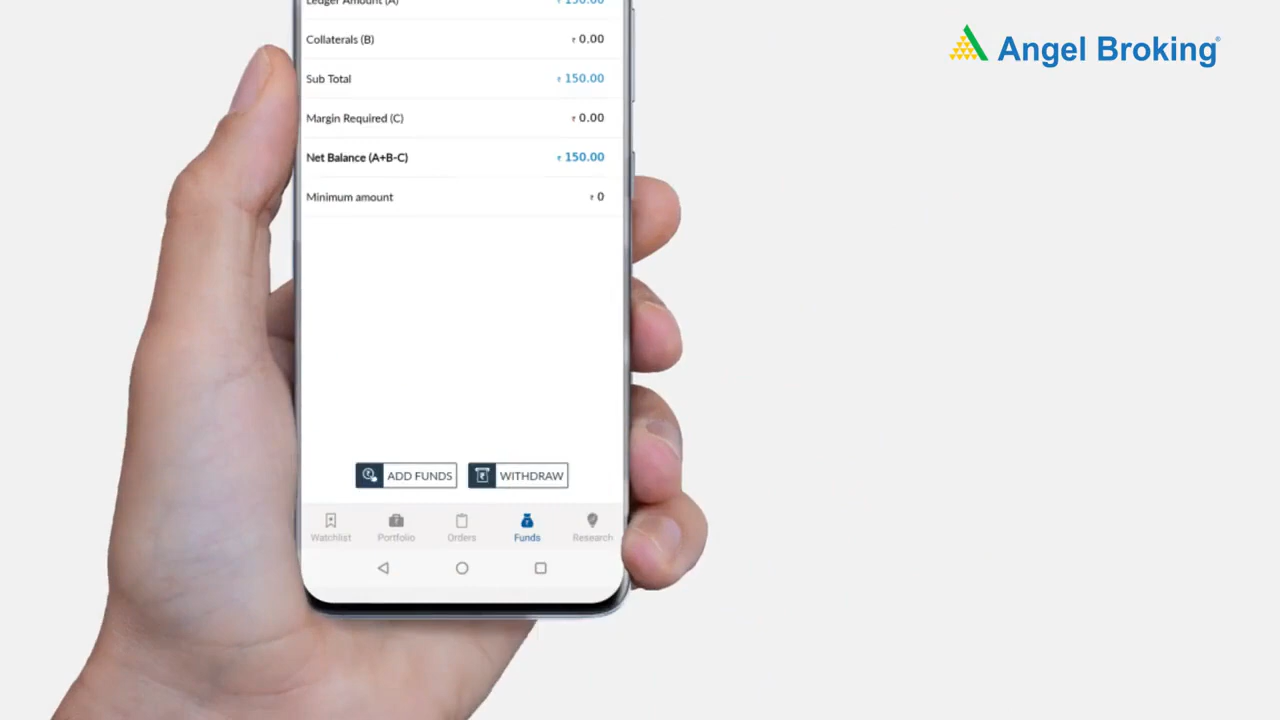 Angel Broking®
Ledger Amount (A) ₹ 150.00
Collaterals (B) ₹ 0.00
Sub Total ₹ 150.00
Margin Required (C) ₹ 0.00
Net Balance (A+B-C) ₹ 150.00
Minimum amount ₹ 0
ADD FUNDS WITHDRAW
Watchlist Portfolio Orders Funds Research